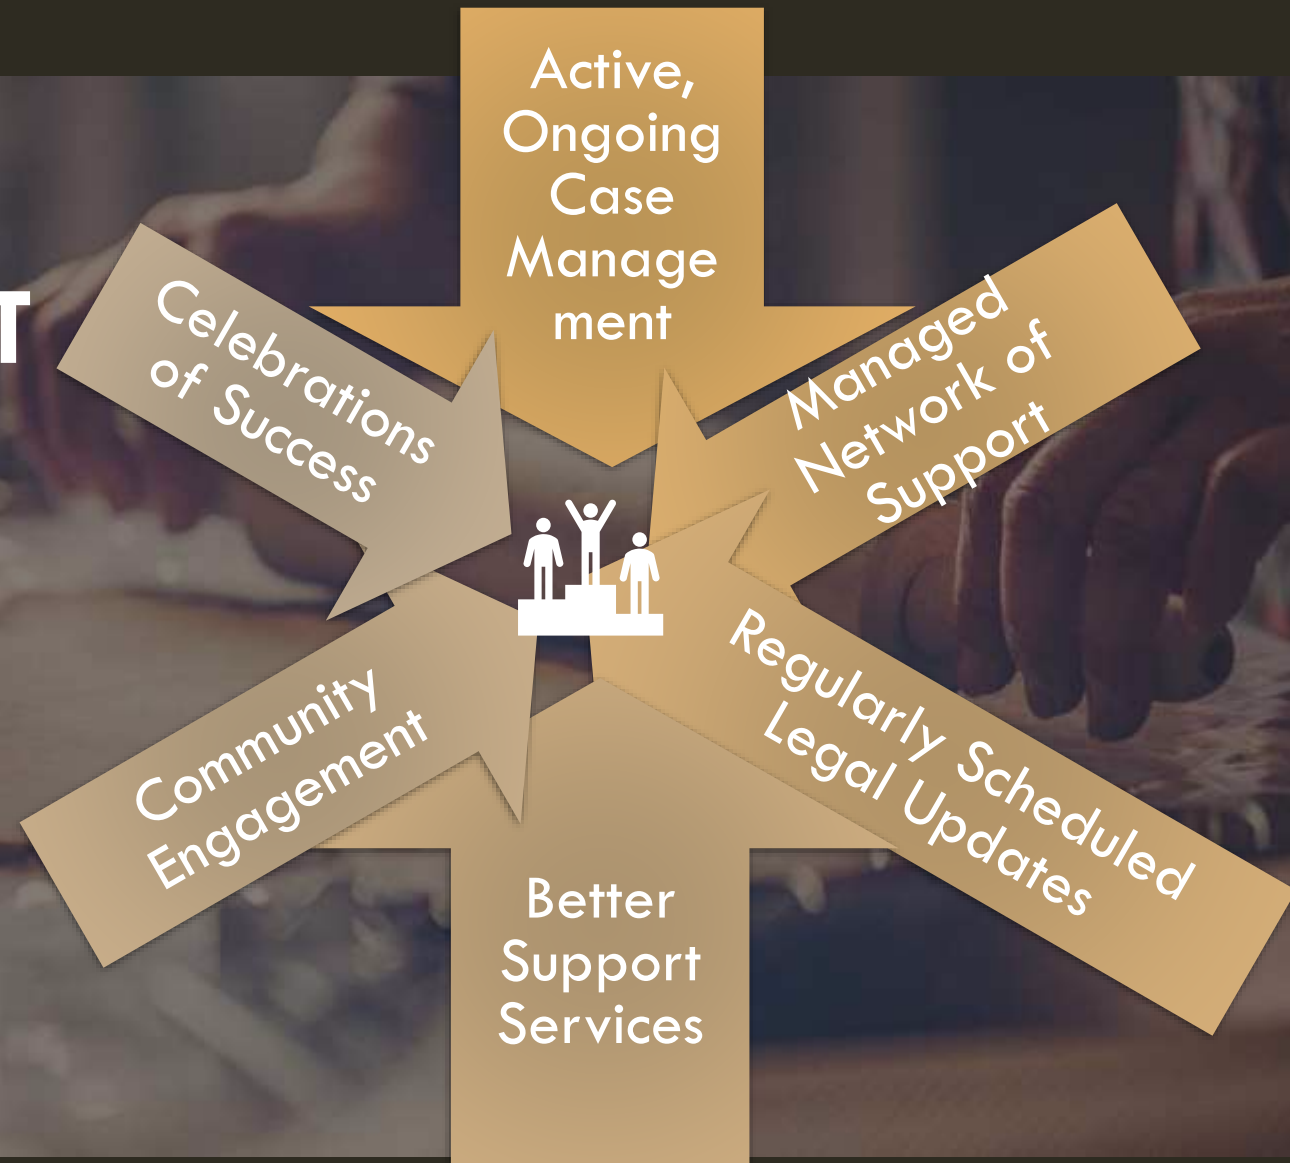 T
Active,
Ongoing
Case
Manage
ment
Managed
Network of
Support
Regularly Scheduled
Legal Updates
Better
Support
Services
Community
Engagement
Celebrations
of Success